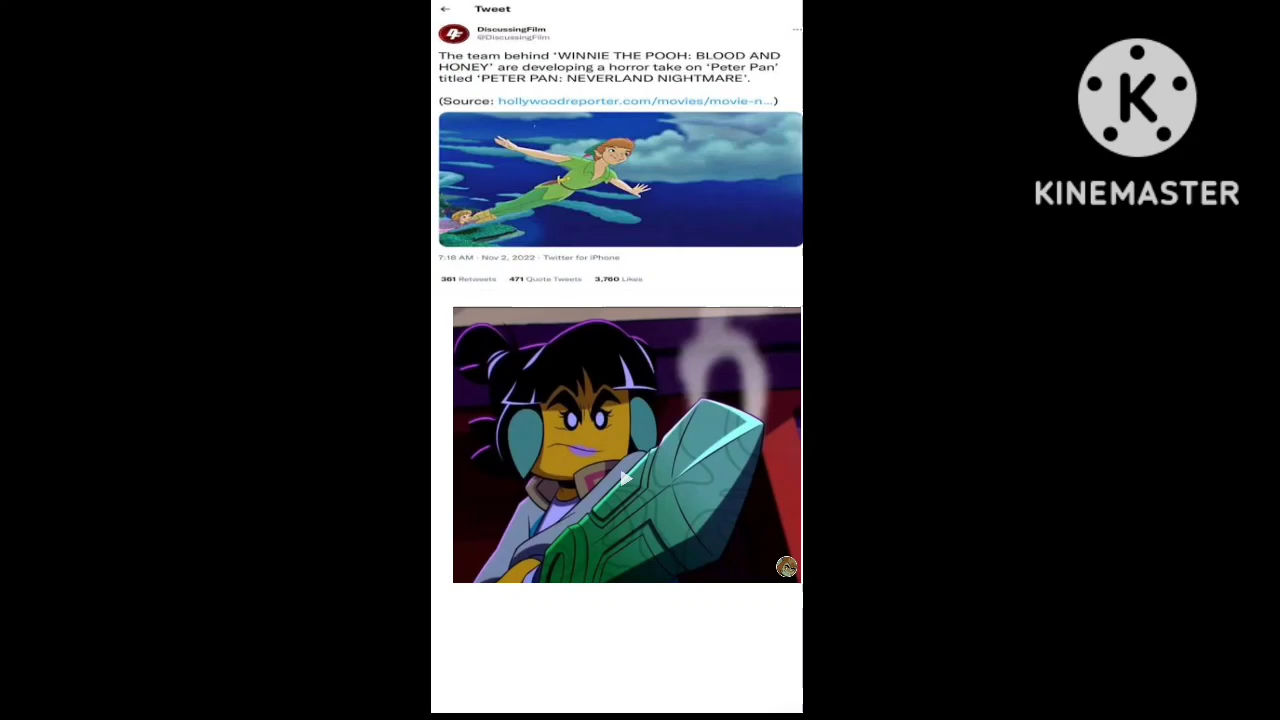 Tweet
DiscussingFilm
@DiscussingFilm
The team behind ‘WINNIE THE POOH: BLOOD AND
HONEY’ are developing a horror take on ‘Peter Pan’
titled ‘PETER PAN: NEVERLAND NIGHTMARE’.
(Source: hollywoodreporter.com/movies/movie-n...)
7:18 AM · Nov 2, 2022 · Twitter for iPhone
361 Retweets 471 Quote Tweets 3,760 Likes
K
KINEMASTER